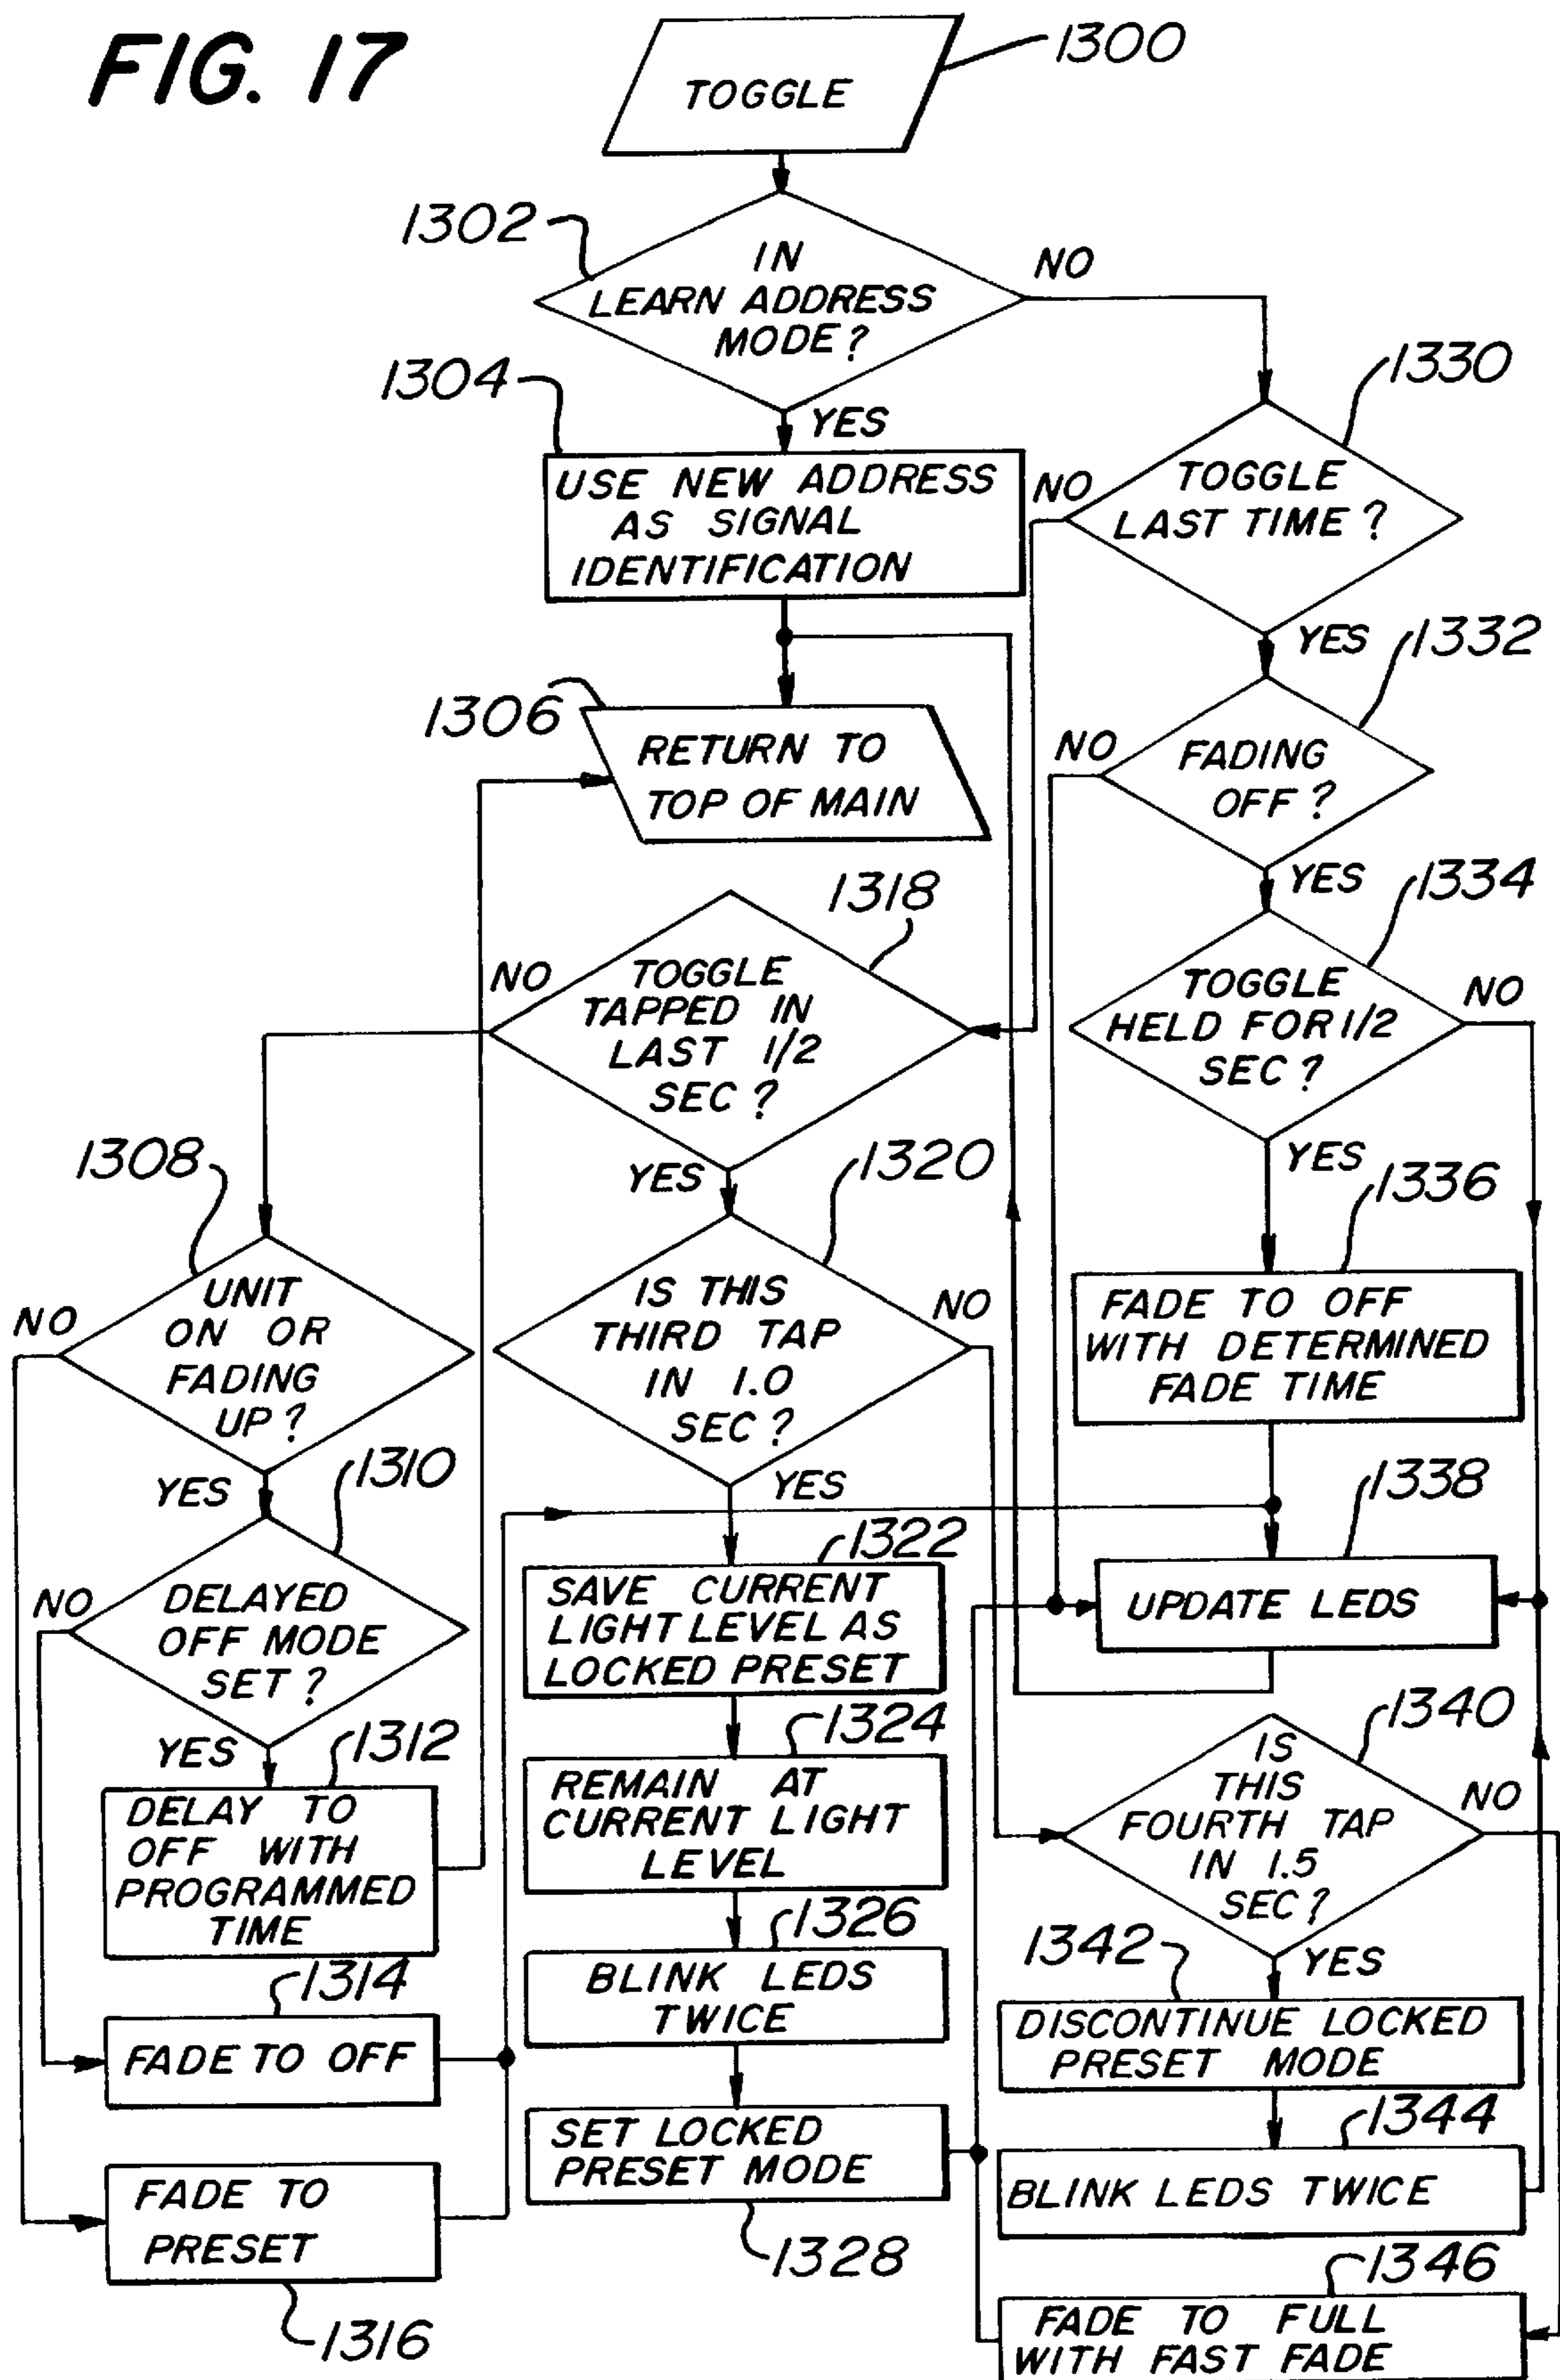 FIG. 17
1300
TOGGLE
1302
IN
LEARN ADDRESS
MODE?
NO
YES
1304
USE NEW ADDRESS
AS SIGNAL
IDENTIFICATION
1306
RETURN TO
TOP OF MAIN
1330
TOGGLE
LAST TIME?
NO
YES
1332
FADING
OFF?
NO
YES
1334
TOGGLE
HELD FOR 1/2
SEC?
NO
YES
1336
FADE TO OFF
WITH DETERMINED
FADE TIME
1338
UPDATE LEDS
1318
TOGGLE
TAPPED IN
LAST 1/2
SEC?
NO
YES
1320
IS THIS
THIRD TAP
IN 1.0
SEC?
NO
YES
1308
UNIT
ON OR
FADING
UP?
NO
YES
1310
DELAYED
OFF MODE
SET?
NO
YES
1312
DELAY TO
OFF WITH
PROGRAMMED
TIME
1314
FADE TO OFF
FADE TO
PRESET
1316
1322
SAVE CURRENT
LIGHT LEVEL AS
LOCKED PRESET
1324
REMAIN AT
CURRENT LIGHT
LEVEL
1326
BLINK LEDS
TWICE
SET LOCKED
PRESET MODE
1328
1340
IS
THIS
FOURTH TAP
IN 1.5
SEC?
NO
YES
1342
DISCONTINUE LOCKED
PRESET MODE
1344
BLINK LEDS TWICE
1346
FADE TO FULL
WITH FAST FADE